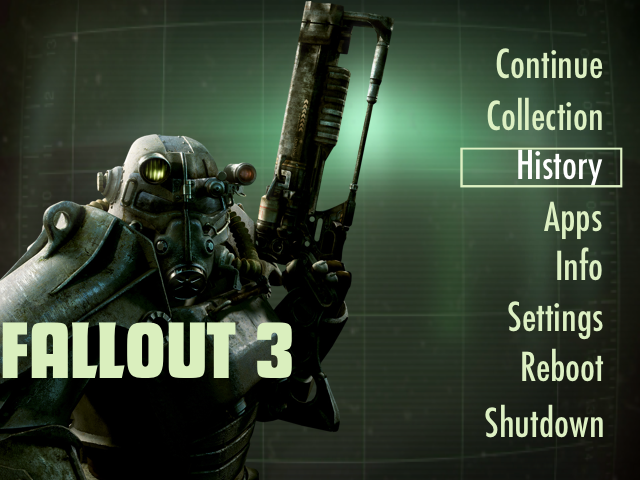 Continue
Collection
History
Apps
Info
Settings
Reboot
Shutdown
FALLOUT 3